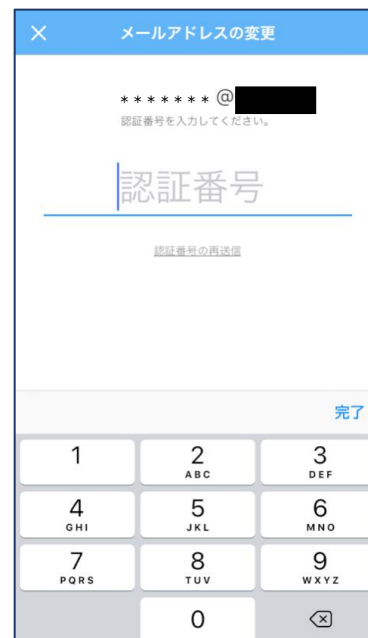 × メールアドレスの変更
*******@
認証番号を入力してください。
認証番号
認証番号の再送信
完了
1 2 3
ABC DEF
4 5 6
GHI JKL MNO
7 8 9
PQRS TUV WXYZ
0